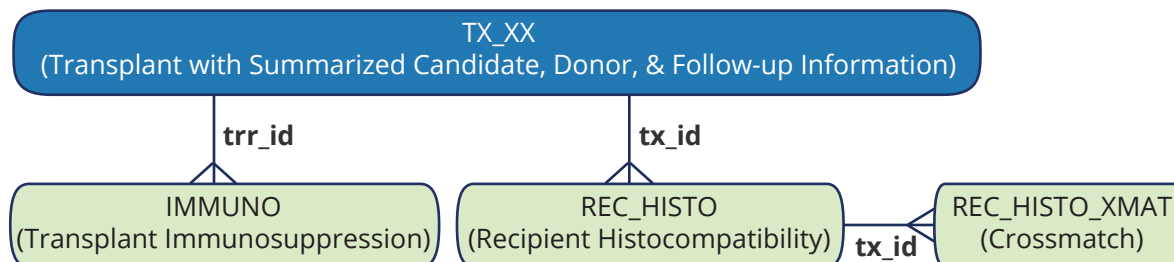 TX_XX
(Transplant with Summarized Candidate, Donor, & Follow-up Information)
trr_id
tx_id
IMMUNO
(Transplant Immunosuppression)
REC_HISTO
(Recipient Histocompatibility)
tx_id
REC_HISTO_XMAT
(Crossmatch)